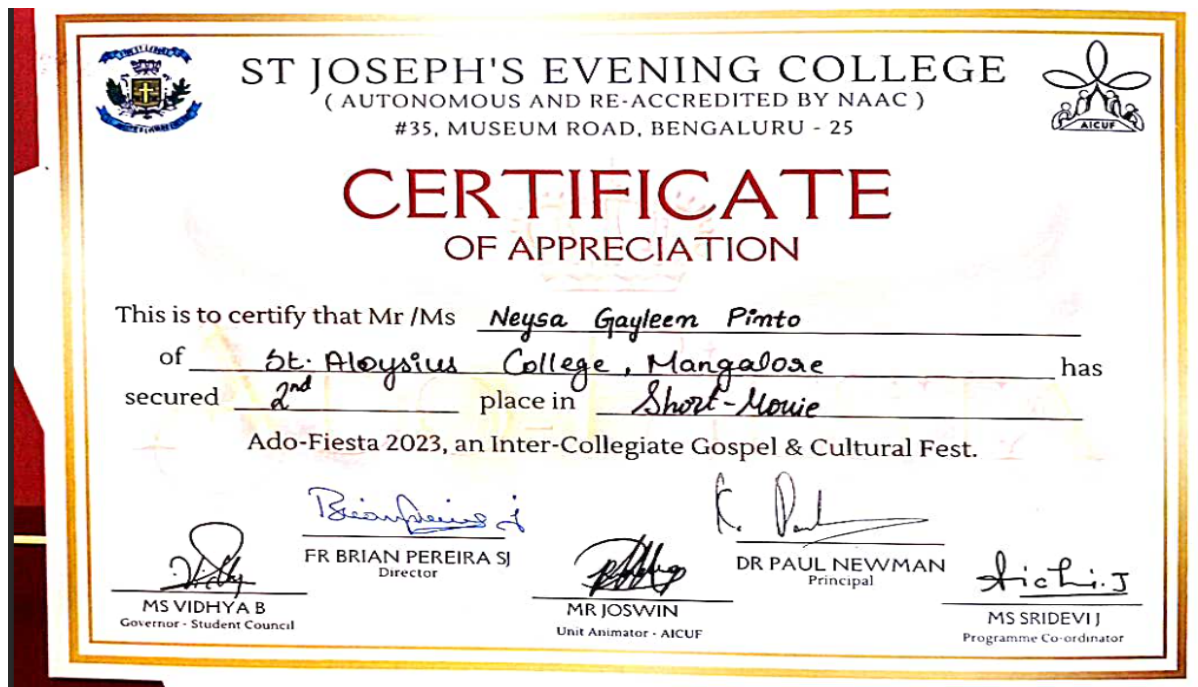 ST JOSEPH'S EVENING COLLEGE
( AUTONOMOUS AND RE-ACCREDITED BY NAAC )
#35, MUSEUM ROAD, BENGALURU - 25
AICUF
CERTIFICATE
OF APPRECIATION
This is to certify that Mr /Ms Neysa Gayleen Pinto
of St. Aloysius College, Mangalore has
secured 2nd place in Short-Movie
Ado-Fiesta 2023, an Inter-Collegiate Gospel & Cultural Fest.
FR BRIAN PEREIRA SJ
Director
DR PAUL NEWMAN
Principal
MS VIDHYA B
Governor - Student Council
MR JOSWIN
Unit Animator - AICUF
MS SRIDEVI J
Programme Co-ordinator